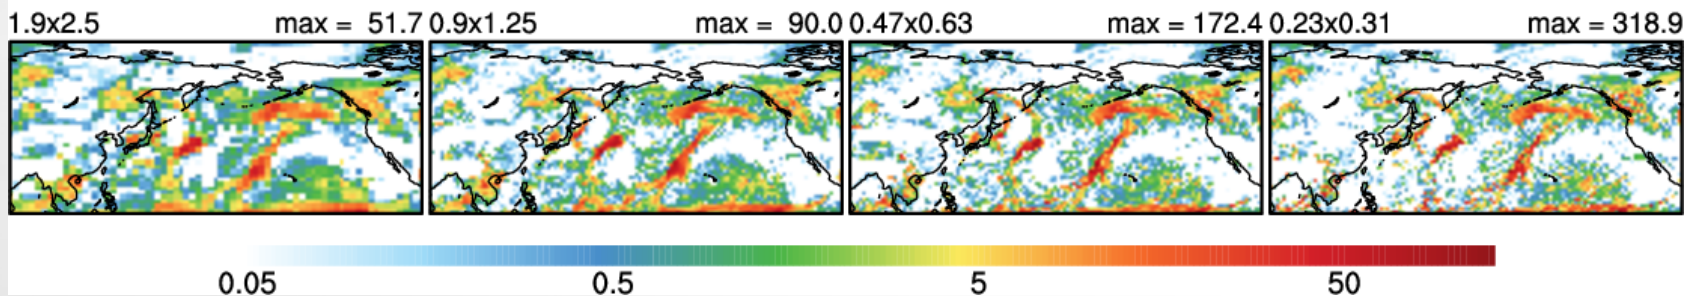 1.9x2.5 max = 51.7 0.9x1.25 max = 90.0 0.47x0.63 max = 172.4 0.23x0.31 max = 318.9
0.05 0.5 5 50